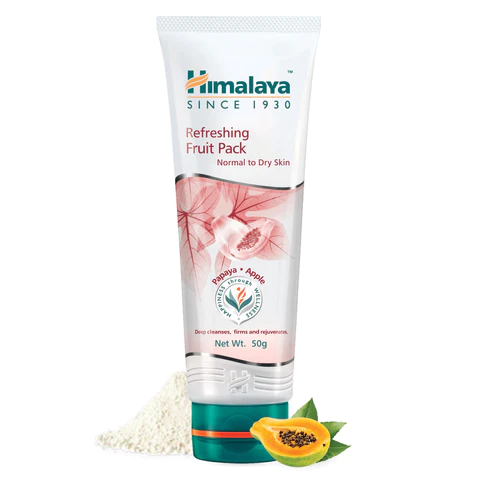 Himalaya™
SINCE 1930
Refreshing
Fruit Pack
Normal to Dry Skin
Papaya • Apple
HAPPINESS through WELLNESS
Deep cleanses, firms and rejuvenates.
Net Wt. 50g